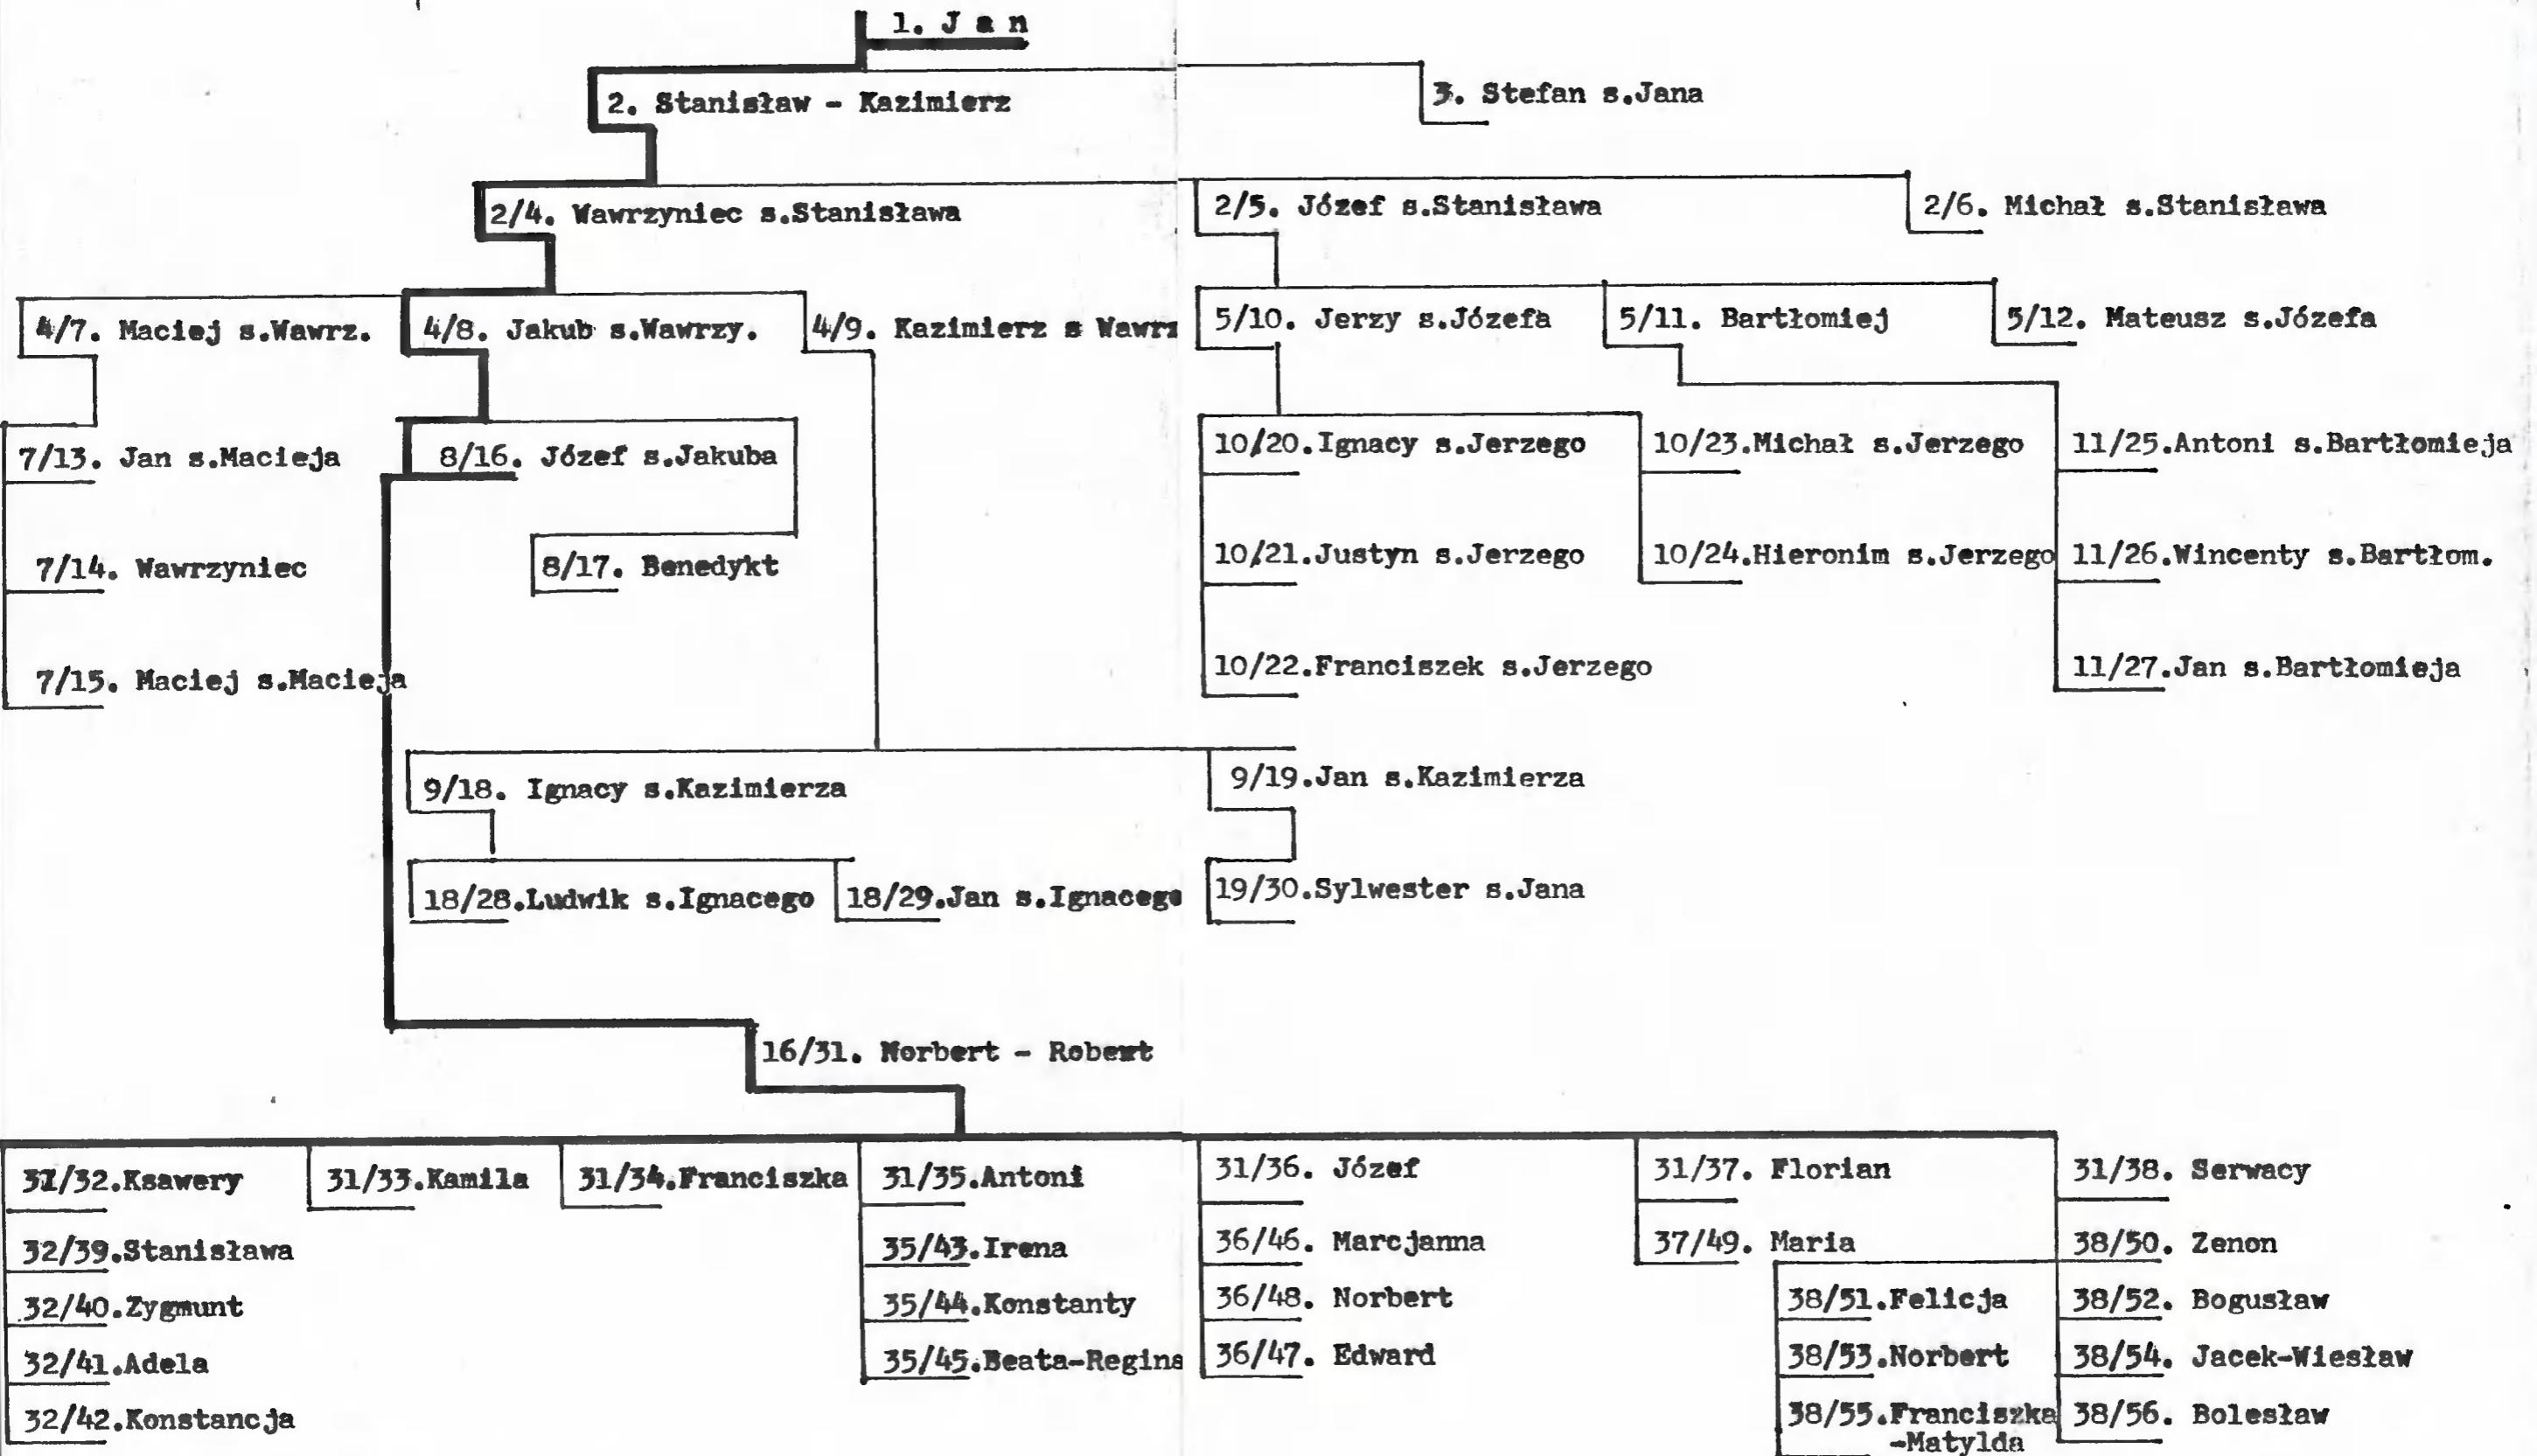 1. J a n
2. Stanisław - Kazimierz
3. Stefan s.Jana
2/4. Wawrzyniec s.Stanisława
2/5. Józef s.Stanisława
2/6. Michał s.Stanisława
4/7. Maciej s.Wawrz.
4/8. Jakub s.Wawrzy.
4/9. Kazimierz s Wawrz
5/10. Jerzy s.Józefa
5/11. Bartłomiej
5/12. Mateusz s.Józefa
7/13. Jan s.Macieja
8/16. Józef s.Jakuba
10/20.Ignacy s.Jerzego
10/23.Michał s.Jerzego
11/25.Antoni s.Bartłomieja
7/14. Wawrzyniec
8/17. Benedykt
10/21.Justyn s.Jerzego
10/24.Hieronim s.Jerzego
11/26.Wincenty s.Bartłom.
7/15. Maciej s.Macieja
10/22.Franciszek s.Jerzego
11/27.Jan s.Bartłomieja
9/18. Ignacy s.Kazimierza
9/19.Jan s.Kazimierza
18/28.Ludwik s.Ignacego
18/29.Jan s.Ignacego
19/30.Sylwester s.Jana
16/31. Norbert - Robert
31/32.Ksawery
31/33.Kamila
31/34.Franciszka
31/35.Antoni
31/36. Józef
31/37. Florian
31/38. Serwacy
32/39.Stanisława
35/43.Irena
36/46. Marcjanna
37/49. Maria
38/50. Zenon
32/40.Zygmunt
35/44.Konstanty
36/48. Norbert
38/51.Felicja
38/52. Bogusław
32/41.Adela
35/45.Beata-Regina
36/47. Edward
38/53.Norbert
38/54. Jacek-Wiesław
32/42.Konstancja
38/55.Franciszka
-Matylda
38/56. Bolesław